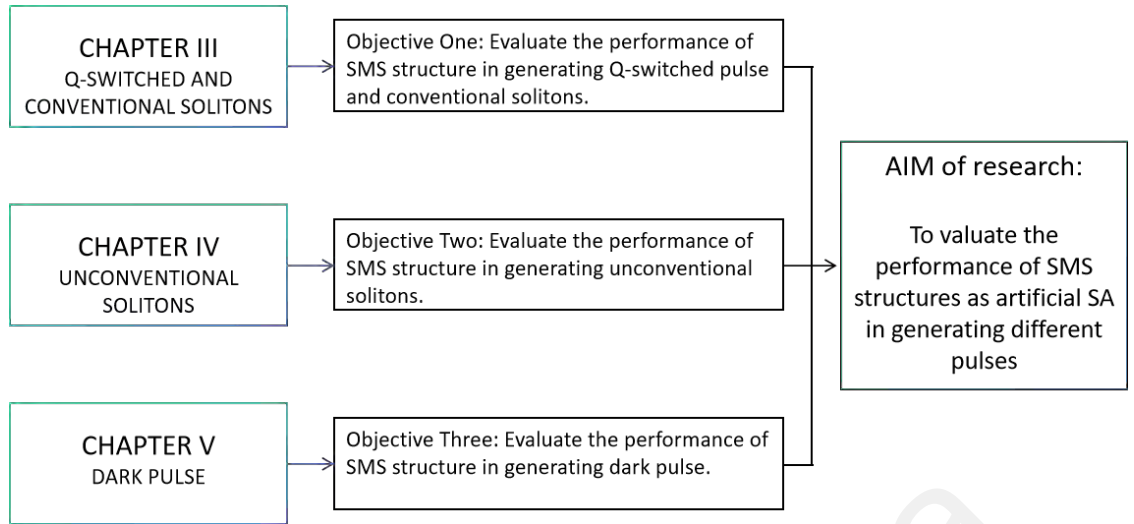 CHAPTER III
Q-SWITCHED AND
CONVENTIONAL SOLITONS
Objective One: Evaluate the performance of
SMS structure in generating Q-switched pulse
and conventional solitons.
CHAPTER IV
UNCONVENTIONAL
SOLITONS
Objective Two: Evaluate the performance of
SMS structure in generating unconventional
solitons.
CHAPTER V
DARK PULSE
Objective Three: Evaluate the performance of
SMS structure in generating dark pulse.
AIM of research:
To valuate the
performance of SMS
structures as artificial SA
in generating different
pulses